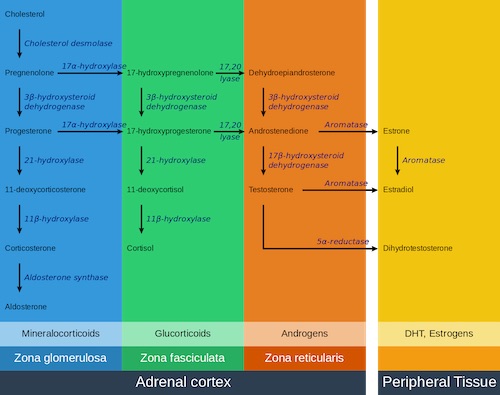 Cholesterol
Cholesterol desmolase
Pregnenolone
17α-hydroxylase
17-hydroxypregnenolone
17,20
lyase
Dehydroepiandrosterone
3β-hydroxysteroid
dehydrogenase
3β-hydroxysteroid
dehydrogenase
3β-hydroxysteroid
dehydrogenase
Progesterone
17α-hydroxylase
17-hydroxyprogesterone
17,20
lyase
Androstenedione
Aromatase
Estrone
21-hydroxylase
21-hydroxylase
17β-hydroxysteroid
dehydrogenase
Aromatase
11-deoxycorticosterone
11-deoxycortisol
Testosterone
Aromatase
Estradiol
11β-hydroxylase
11β-hydroxylase
Corticosterone
Cortisol
5α-reductase
Dihydrotestosterone
Aldosterone synthase
Aldosterone
Mineralocorticoids
Glucorticoids
Androgens
DHT, Estrogens
Zona glomerulosa
Zona fasciculata
Zona reticularis
Adrenal cortex
Peripheral Tissue